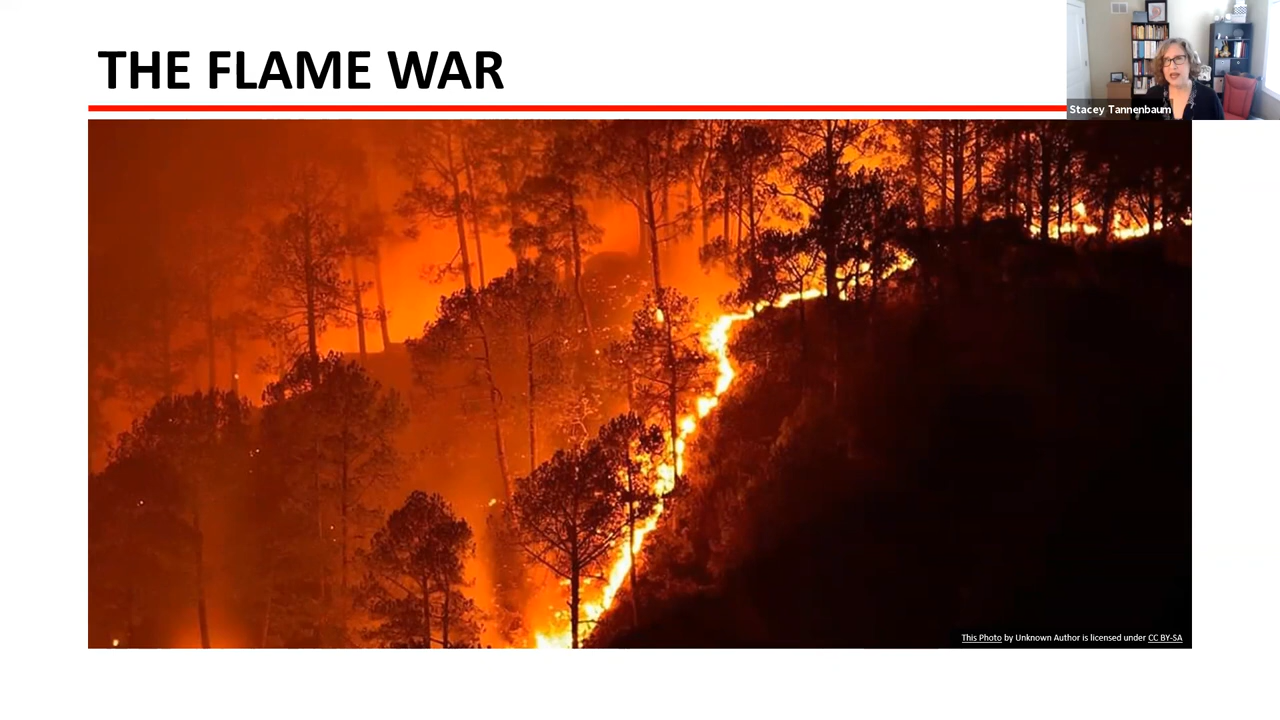 THE FLAME WAR
Stacey Tannenbaum
This Photo by Unknown Author is licensed under CC BY-SA